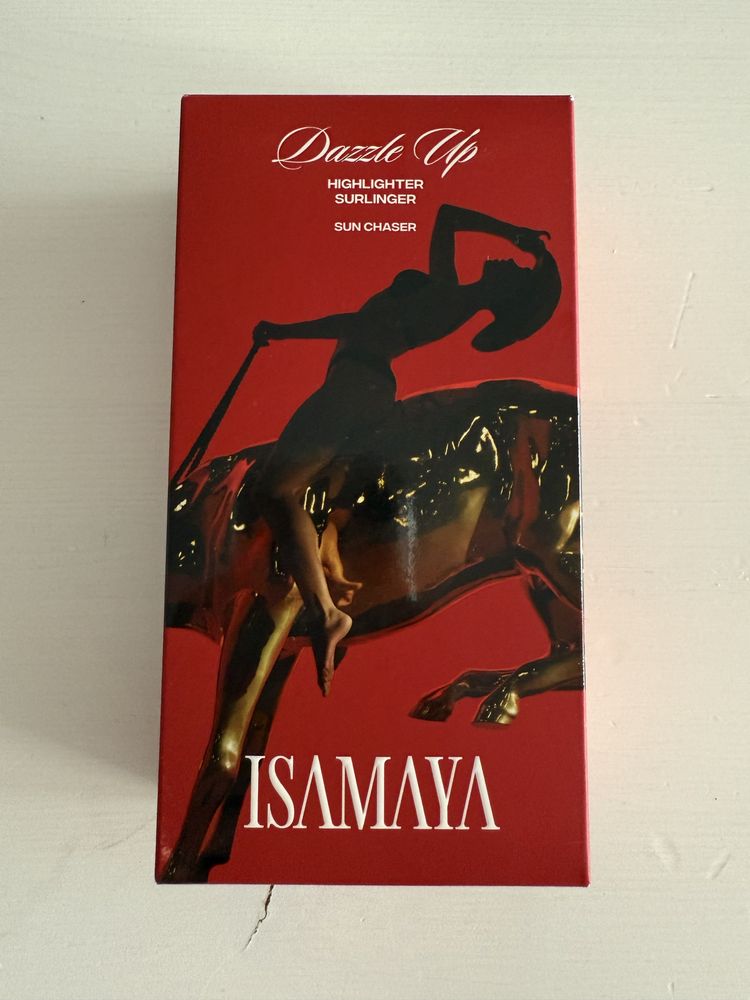 Dazzle Up
HIGHLIGHTER
SURLINGER
SUN CHASER
ISAMAYA